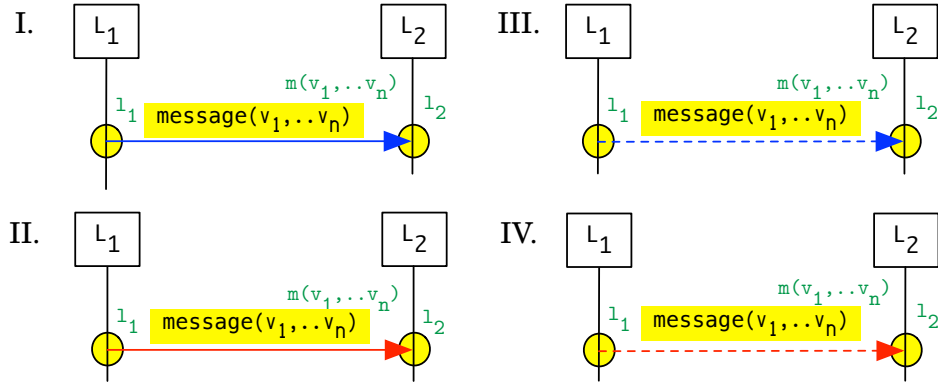 I.
L₁
L₂
m(v₁,..vₙ)
l₁
message(v₁,..vₙ)
l₂
II.
L₁
L₂
m(v₁,..vₙ)
l₁
message(v₁,..vₙ)
l₂
III.
L₁
L₂
m(v₁,..vₙ)
l₁
message(v₁,..vₙ)
l₂
IV.
L₁
L₂
m(v₁,..vₙ)
l₁
message(v₁,..vₙ)
l₂